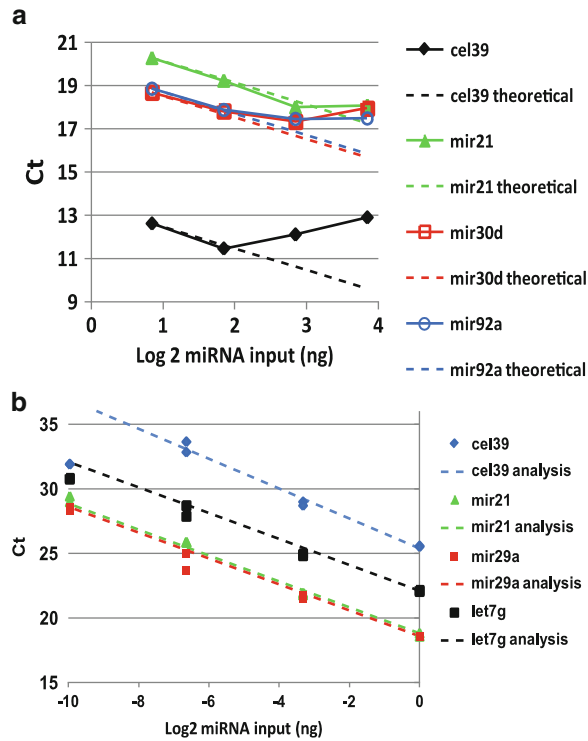 a
21
19
17
15
13
11
9
Ct
0
1
2
3
4
Log 2 miRNA input (ng)
cel39
cel39 theoretical
mir21
mir21 theoretical
mir30d
mir30d theoretical
mir92a
mir92a theoretical
b
35
30
25
20
15
Ct
-10
-8
-6
-4
-2
0
Log2 miRNA input (ng)
cel39
cel39 analysis
mir21
mir21 analysis
mir29a
mir29a analysis
let7g
let7g analysis